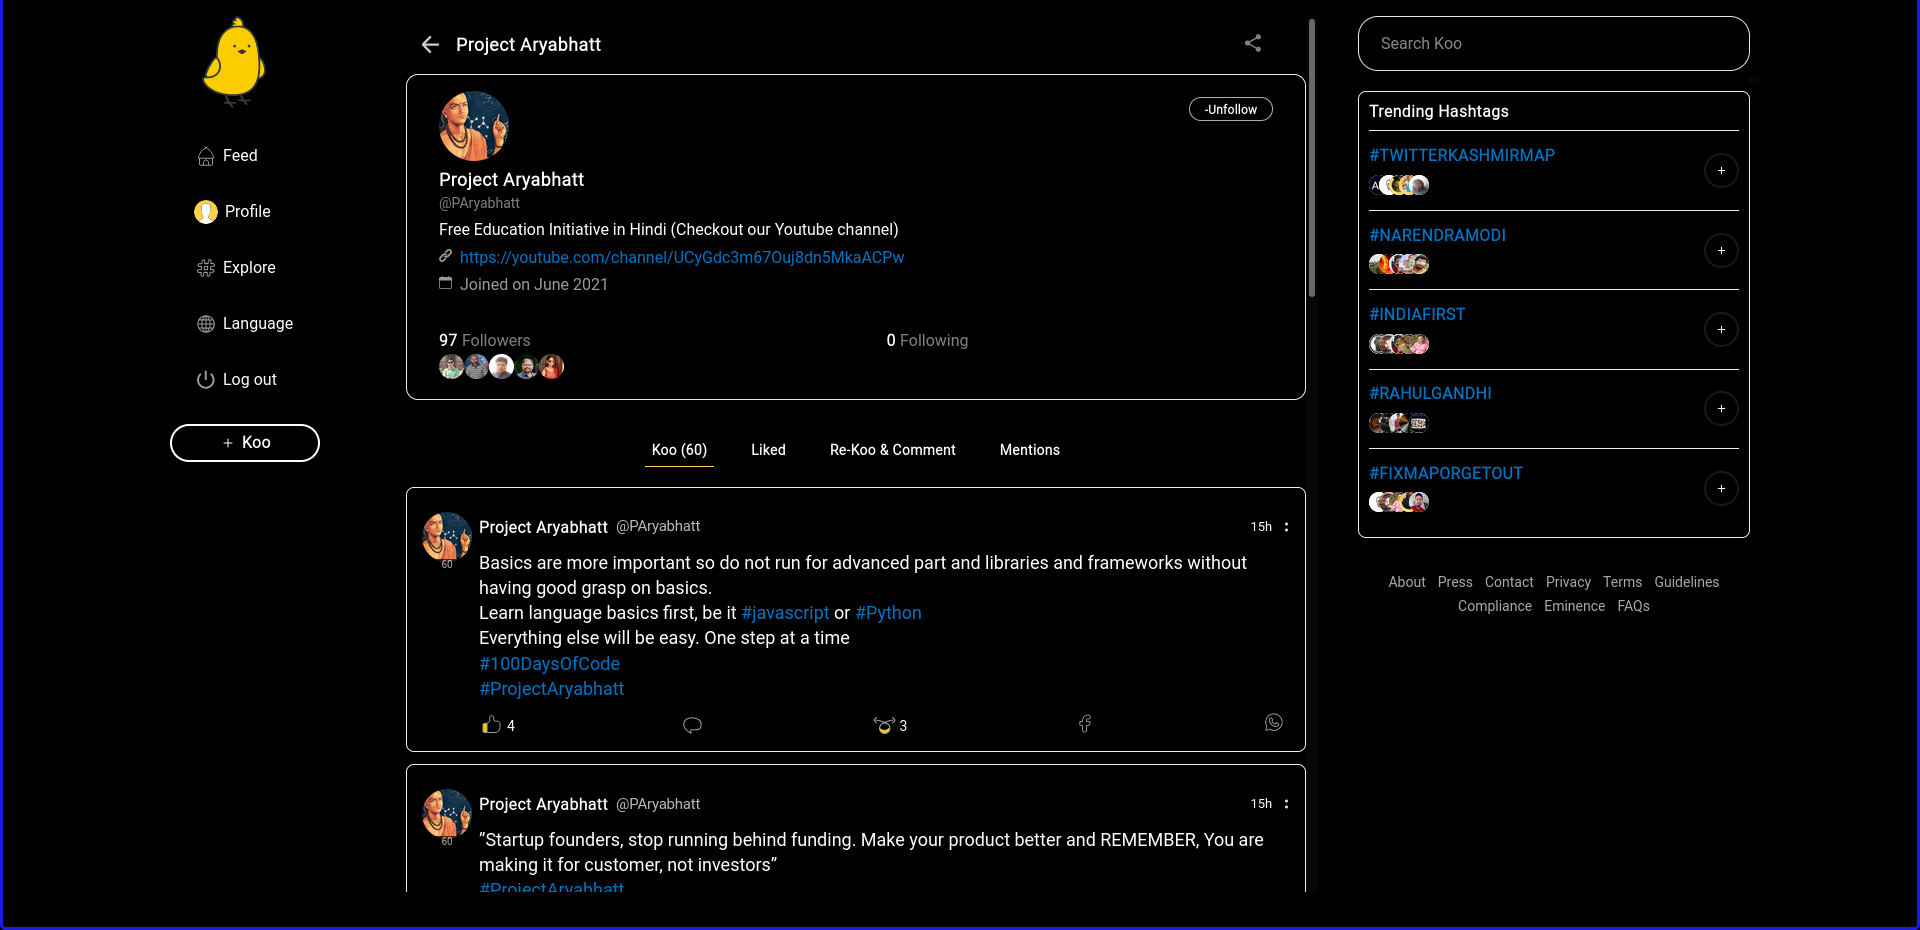 Feed
Profile
Explore
Language
Log out
+ Koo
Project Aryabhatt
-Unfollow
Project Aryabhatt
@PAryabhatt
Free Education Initiative in Hindi (Checkout our Youtube channel)
https://youtube.com/channel/UCyGdc3m67Ouj8dn5MkaACPw
Joined on June 2021
97 Followers
0 Following
Koo (60)
Liked
Re-Koo & Comment
Mentions
Project Aryabhatt @PAryabhatt
15h
60
Basics are more important so do not run for advanced part and libraries and frameworks without
having good grasp on basics.
Learn language basics first, be it #javascript or #Python
Everything else will be easy. One step at a time
#100DaysOfCode
#ProjectAryabhatt
4
3
Project Aryabhatt @PAryabhatt
15h
60
”Startup founders, stop running behind funding. Make your product better and REMEMBER, You are
making it for customer, not investors”
#ProjectAryabhatt
Search Koo
Trending Hashtags
#TWITTERKASHMIRMAP
+
#NARENDRAMODI
+
#INDIAFIRST
+
#RAHULGANDHI
+
#FIXMAPORGETOUT
+
About Press Contact Privacy Terms Guidelines
Compliance Eminence FAQs